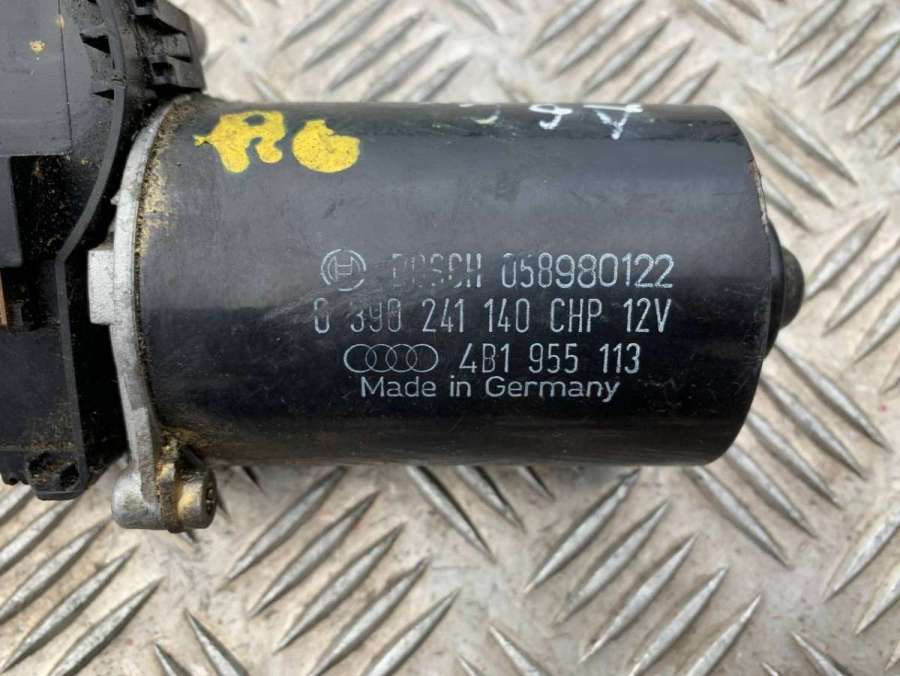 A6
BOSCH 058980122
0 390 241 140 CHP 12V
4B1 955 113
Made in Germany